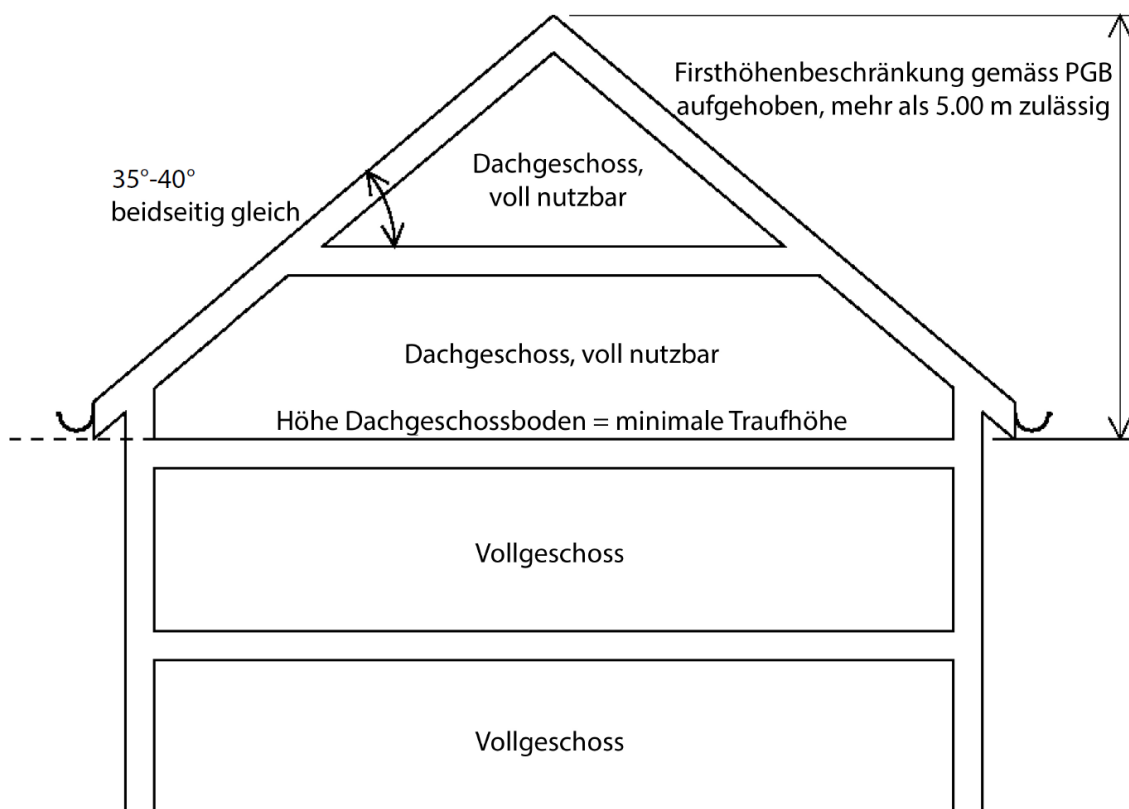 Firsthöhenbeschränkung gemäss PGB
aufgehoben, mehr als 5.00 m zulässig
35°-40°
beidseitig gleich
Dachgeschoss,
voll nutzbar
Dachgeschoss, voll nutzbar
Höhe Dachgeschossboden = minimale Traufhöhe
Vollgeschoss
Vollgeschoss